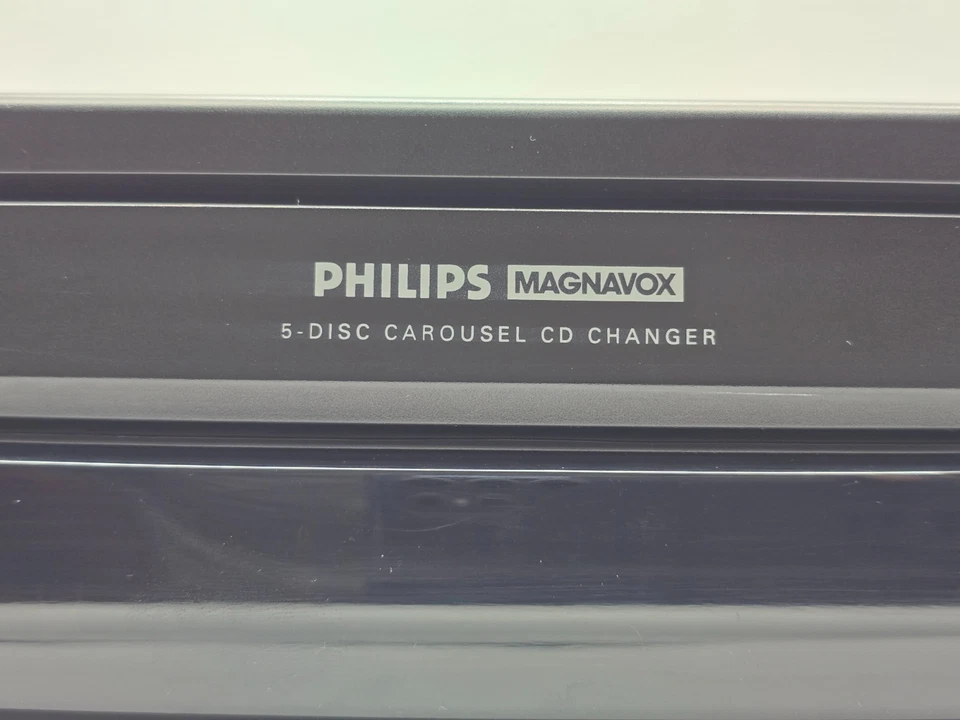 PHILIPS MAGNAVOX
5-DISC CAROUSEL CD CHANGER